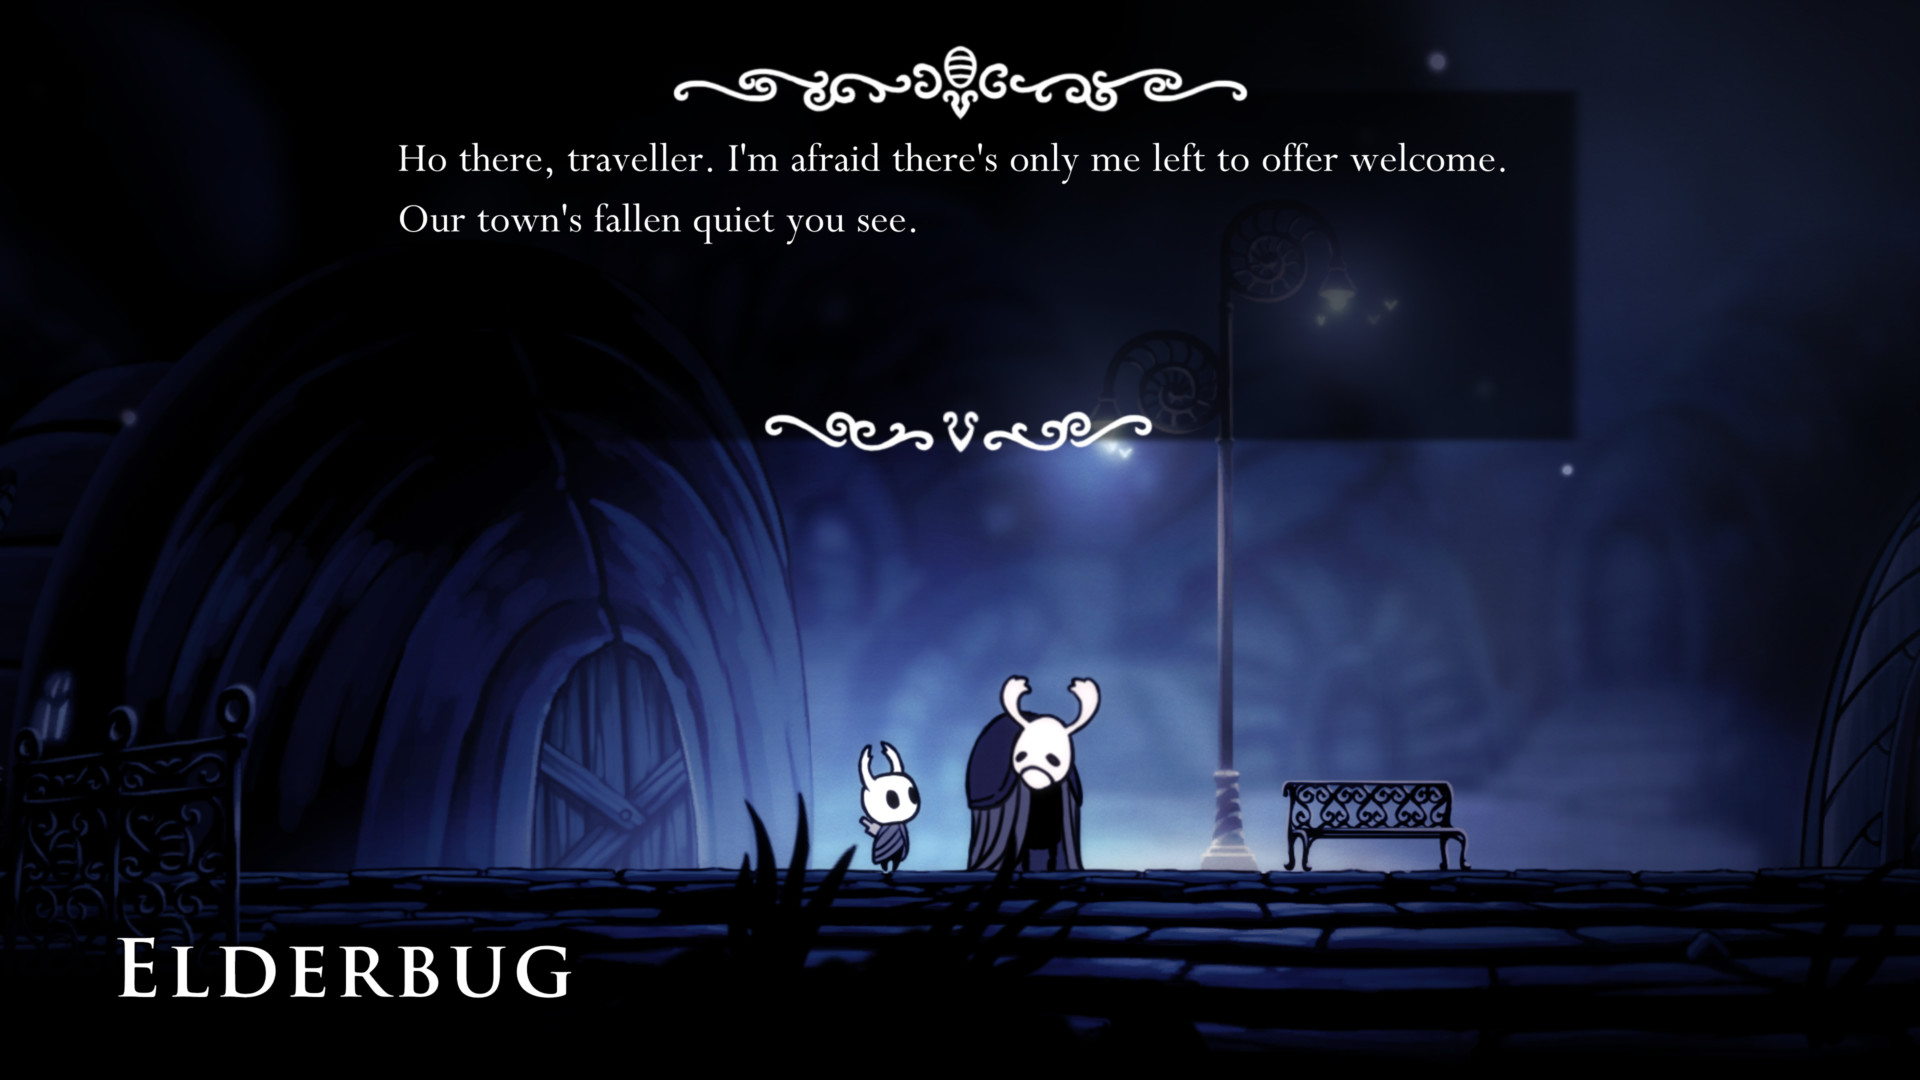 Ho there, traveller. I'm afraid there's only me left to offer welcome.
Our town's fallen quiet you see.
ELDERBUG